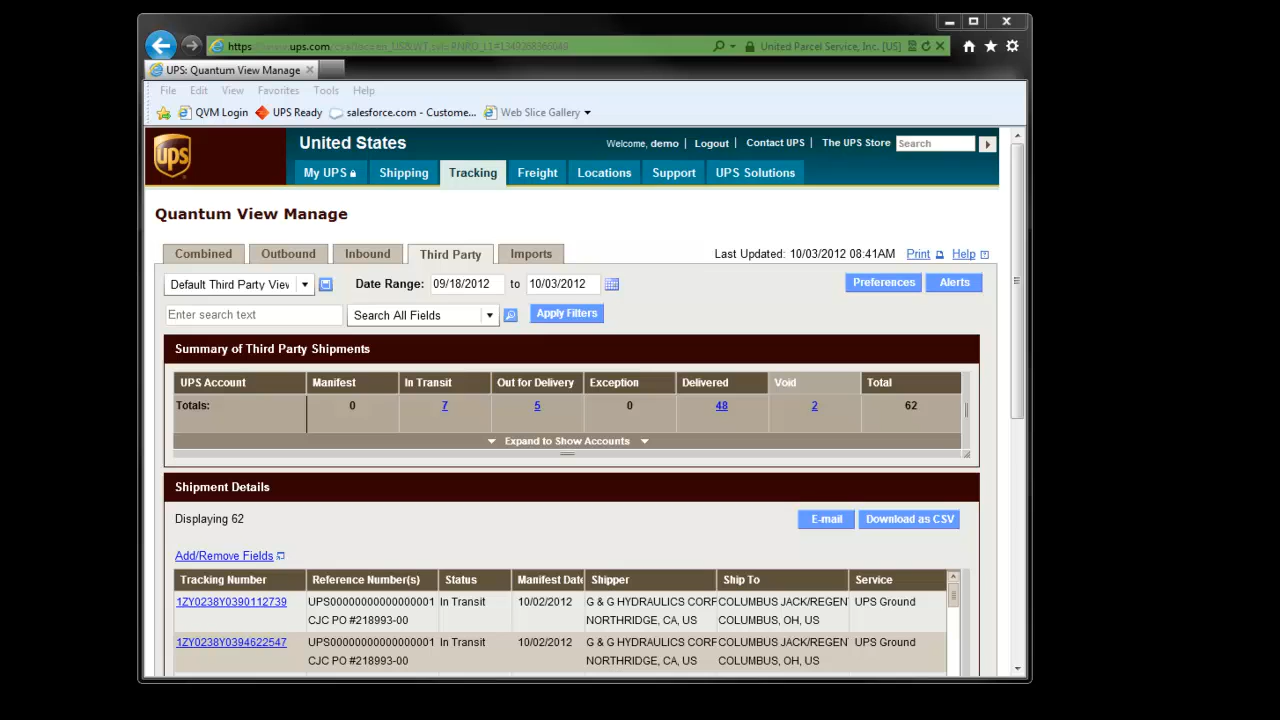 https ups.com United Parcel Service, Inc. [US]
UPS: Quantum View Manage
File Edit View Favorites Tools Help
QVM Login UPS Ready salesforce.com - Custome... Web Slice Gallery
ups United States Welcome, demo | Logout | Contact UPS | The UPS Store Search
My UPS Shipping Tracking Freight Locations Support UPS Solutions
Quantum View Manage
Combined Outbound Inbound Third Party Imports Last Updated: 10/03/2012 08:41AM Print Help
Default Third Party View Date Range: 09/18/2012 to 10/03/2012 Preferences Alerts
Enter search text Search All Fields Apply Filters
Summary of Third Party Shipments
UPS Account Manifest In Transit Out for Delivery Exception Delivered Void Total
Totals: 0 7 5 0 48 2 62
Expand to Show Accounts
Shipment Details
Displaying 62 E-mail Download as CSV
Add/Remove Fields
Tracking Number Reference Number(s) Status Manifest Date Shipper Ship To Service
1ZY0238Y0390112739 UPS00000000000000001 In Transit 10/02/2012 G & G HYDRAULICS CORF COLUMBUS JACK/REGEN UPS Ground
CJC PO #218993-00 NORTHRIDGE, CA, US COLUMBUS, OH, US
1ZY0238Y0394622547 UPS00000000000000001 In Transit 10/02/2012 G & G HYDRAULICS CORF COLUMBUS JACK/REGEN UPS Ground
CJC PO #218993-00 NORTHRIDGE, CA, US COLUMBUS, OH, US